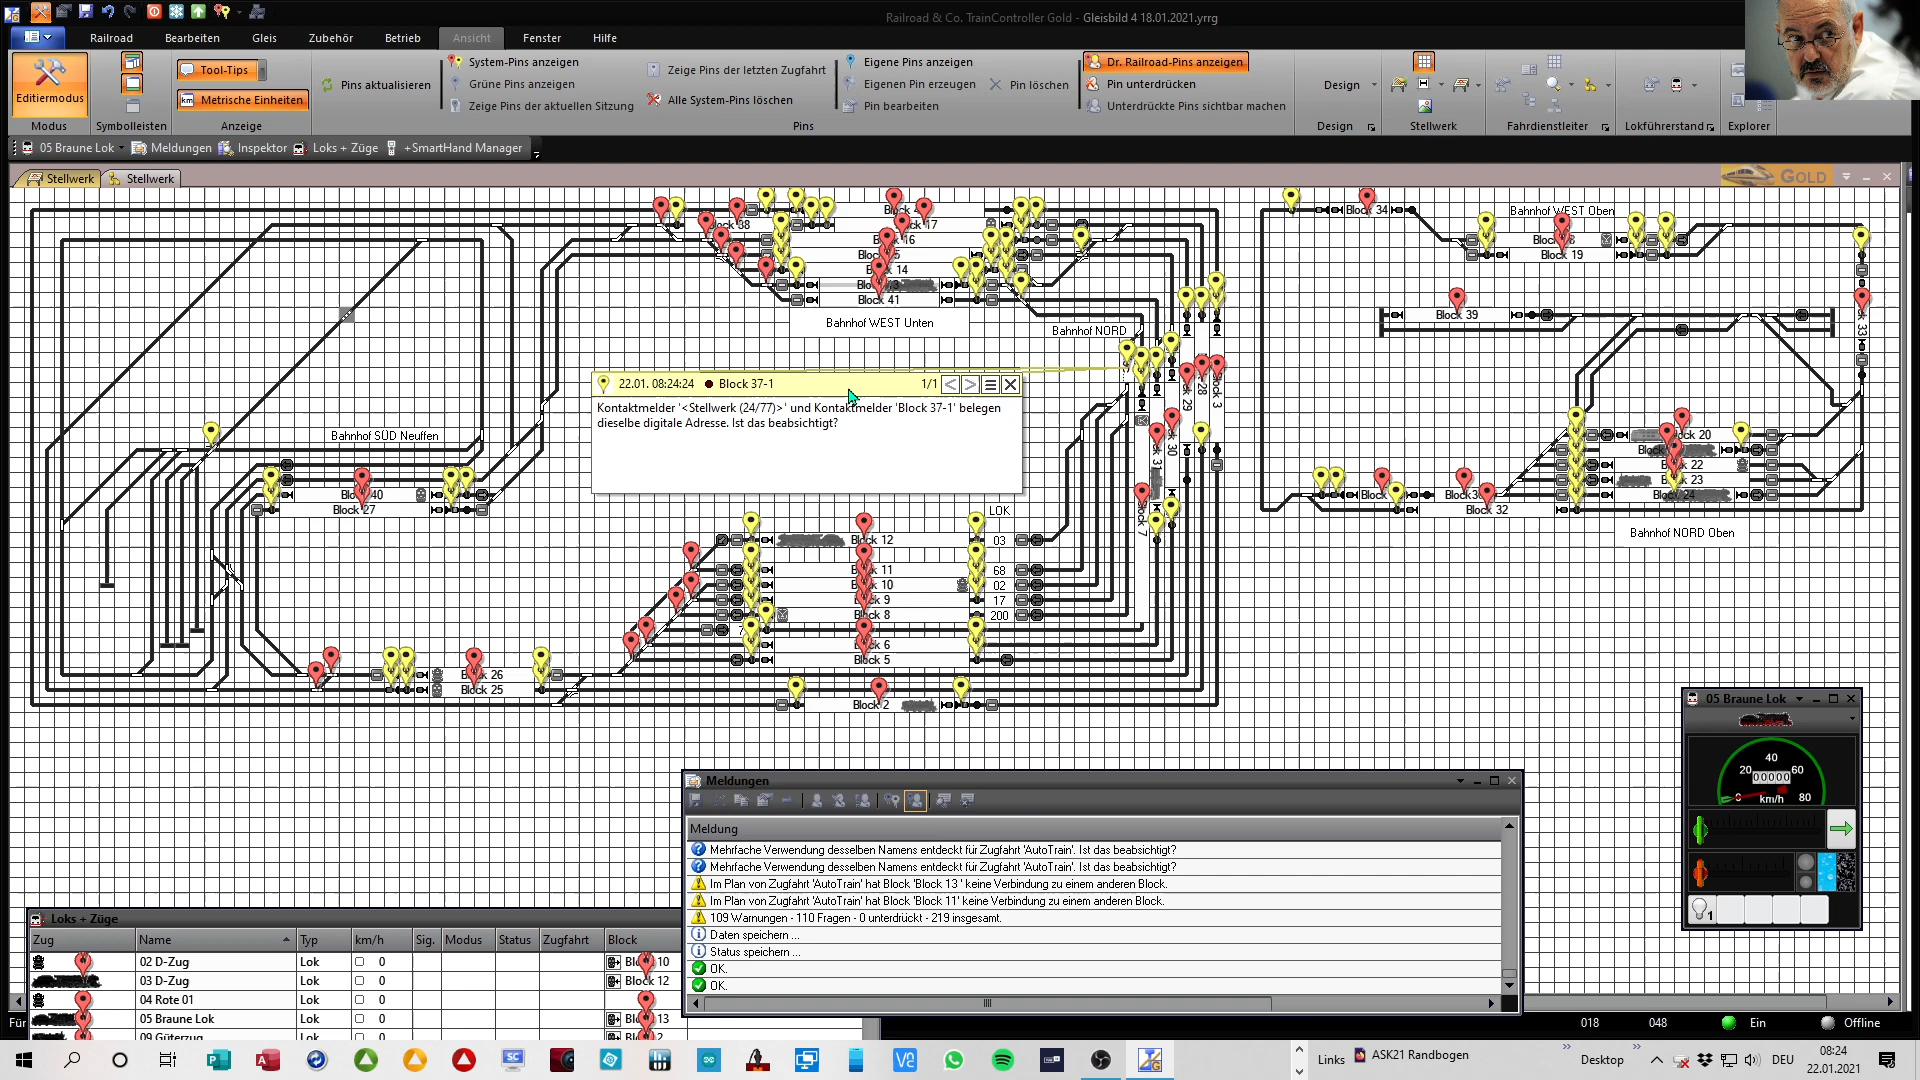 Railroad & Co. TrainController Gold - Gleisbild 4 18.01.2021.yrrg
Railroad
Bearbeiten
Gleis
Zubehör
Betrieb
Ansicht
Fenster
Hilfe
Editiermodus
Modus
Symbolleisten
Tool-Tips
Metrische Einheiten
Anzeige
Pins aktualisieren
System-Pins anzeigen
Grüne Pins anzeigen
Zeige Pins der aktuellen Sitzung
Zeige Pins der letzten Zugfahrt
Alle System-Pins löschen
Eigene Pins anzeigen
Eigenen Pin erzeugen
Pin bearbeiten
Pin löschen
Dr. Railroad-Pins anzeigen
Pin unterdrücken
Unterdrückte Pins sichtbar machen
Pins
Design
Design
Stellwerk
Fahrdienstleiter
Lokführerstand
Explorer
05 Braune Lok
Meldungen
Inspektor
Loks + Züge
+SmartHand Manager
Stellwerk
Stellwerk
GOLD
Block 34
Bahnhof WEST Oben
Block 19
Block 39
Block 41
Bahnhof WEST Unten
Bahnhof NORD
22.01. 08:24:24 Block 37-1 1/1
Kontaktmelder '<Stellwerk (24/77)>' und Kontaktmelder 'Block 37-1' belegen
dieselbe digitale Adresse. Ist das beabsichtigt?
Bahnhof SÜD Neuffen
Block 27
Block 32
Bahnhof NORD Oben
LOK
Block 12
03
68
02
17
200
Block 5
Block 25
Block 2
05 Braune Lok
20
40
60
80
00000
km/h
Meldungen
Meldung
Mehrfache Verwendung desselben Namens entdeckt für Zugfahrt 'AutoTrain'. Ist das beabsichtigt?
Mehrfache Verwendung desselben Namens entdeckt für Zugfahrt 'AutoTrain'. Ist das beabsichtigt?
Im Plan von Zugfahrt 'AutoTrain' hat Block 'Block 13 ' keine Verbindung zu einem anderen Block.
Im Plan von Zugfahrt 'AutoTrain' hat Block 'Block 11' keine Verbindung zu einem anderen Block.
109 Warnungen - 110 Fragen - 0 unterdrückt - 219 insgesamt.
Daten speichern ...
Status speichern ...
OK.
OK.
Loks + Züge
Zug Name Typ km/h Sig. Modus Status Zugfahrt Block
02 D-Zug Lok 0 10
03 D-Zug Lok 0 Block 12
04 Rote 01 Lok 0
05 Braune Lok Lok 0 13
09 Güterzug Lok 0
018 048 Ein Offline
Links ASK21 Randbogen Desktop DEU 08:24
22.01.2021